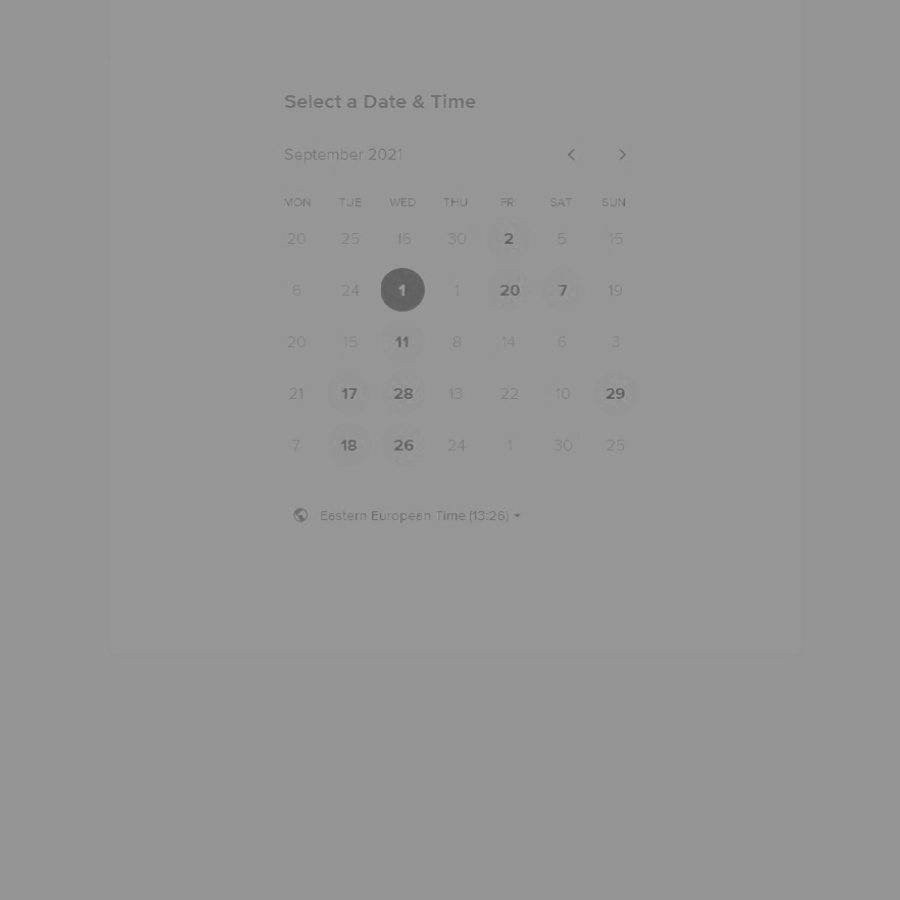 Select a Date & Time
September 2021
MON TUE WED THU FRI SAT SUN
20 25 16 30 2 5 15
6 24 1 1 20 7 19
20 15 11 8 14 6 3
21 17 28 13 22 10 29
7 18 26 24 1 30 25
Eastern European Time (13:26)